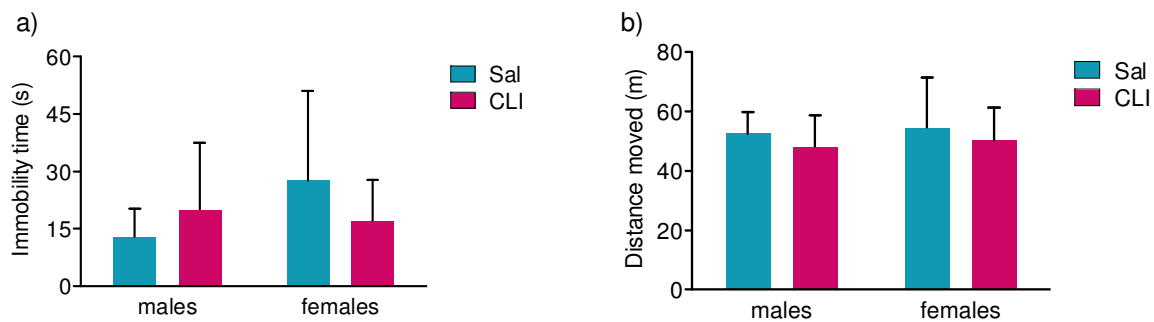 a)
Immobility time (s)
60
45
30
15
0
males
females
Sal
CLI
b)
Distance moved (m)
80
60
40
20
0
males
females
Sal
CLI